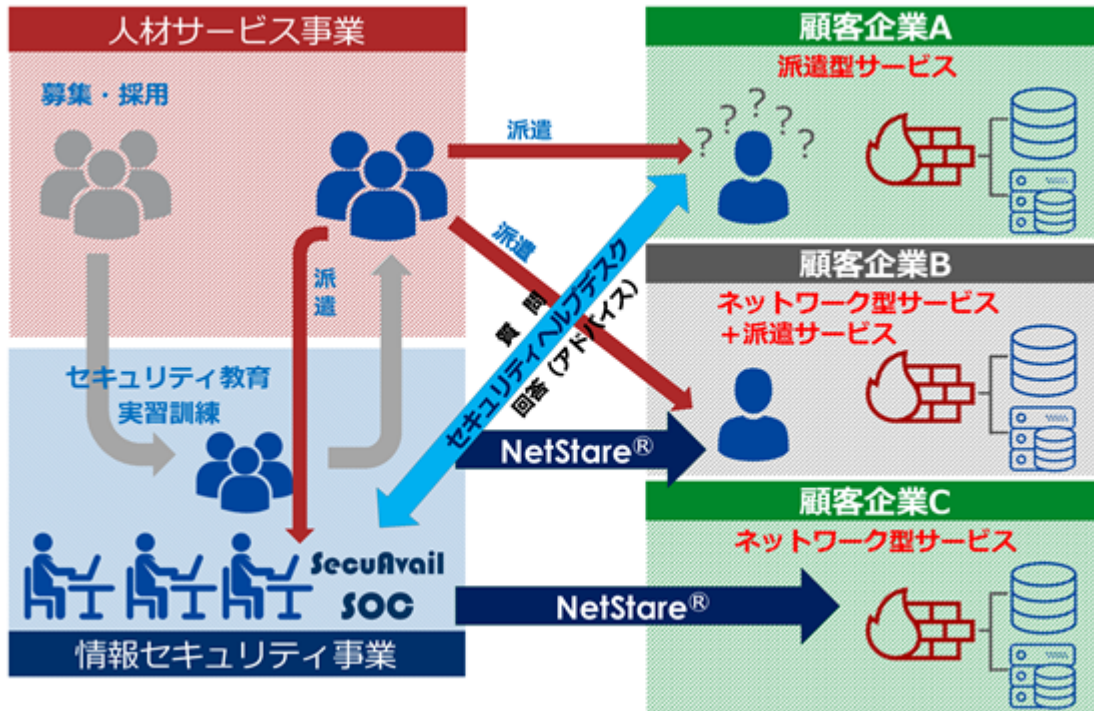 人材サービス事業
募集・採用
派遣
派遣
派遣
セキュリティ教育
実習訓練
SecuAvail
SOC
情報セキュリティ事業
質 問
セキュリティヘルプデスク
回答（アドバイス）
NetStare®
NetStare®
顧客企業A
派遣型サービス
? ? ? ? ?
顧客企業B
ネットワーク型サービス
＋派遣サービス
顧客企業C
ネットワーク型サービス